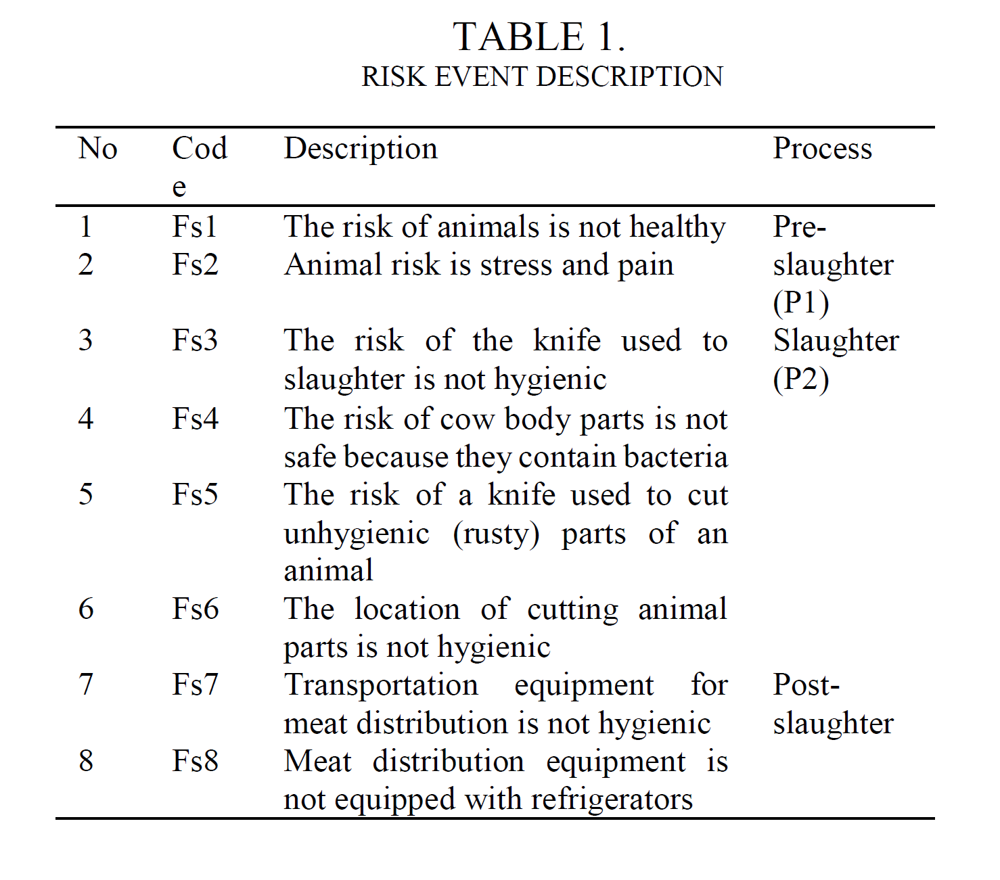 TABLE 1.
RISK EVENT DESCRIPTION
No Cod Description Process
e
1 Fs1 The risk of animals is not healthy Pre-
2 Fs2 Animal risk is stress and pain slaughter
(P1)
3 Fs3 The risk of the knife used to Slaughter
slaughter is not hygienic (P2)
4 Fs4 The risk of cow body parts is not
safe because they contain bacteria
5 Fs5 The risk of a knife used to cut
unhygienic (rusty) parts of an
animal
6 Fs6 The location of cutting animal
parts is not hygienic
7 Fs7 Transportation equipment for Post-
meat distribution is not hygienic slaughter
8 Fs8 Meat distribution equipment is
not equipped with refrigerators